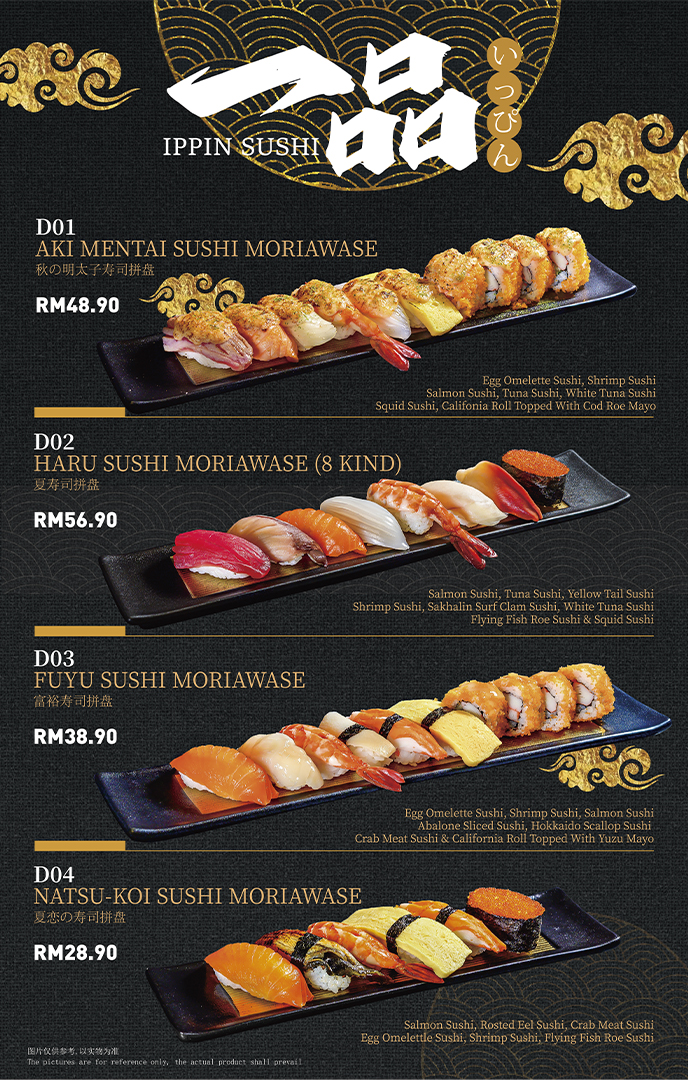 一品
いっぴん
IPPIN SUSHI
D01
AKI MENTAI SUSHI MORIAWASE
秋の明太子寿司拼盘
RM48.90
Egg Omelette Sushi, Shrimp Sushi
Salmon Sushi, Tuna Sushi, White Tuna Sushi
Squid Sushi, Califonia Roll Topped With Cod Roe Mayo
D02
HARU SUSHI MORIAWASE (8 KIND)
夏寿司拼盘
RM56.90
Salmon Sushi, Tuna Sushi, Yellow Tail Sushi
Shrimp Sushi, Sakhalin Surf Clam Sushi, White Tuna Sushi
Flying Fish Roe Sushi & Squid Sushi
D03
FUYU SUSHI MORIAWASE
富裕寿司拼盘
RM38.90
Egg Omelette Sushi, Shrimp Sushi, Salmon Sushi
Abalone Sliced Sushi, Hokkaido Scallop Sushi
Crab Meat Sushi & California Roll Topped With Yuzu Mayo
D04
NATSU-KOI SUSHI MORIAWASE
夏恋の寿司拼盘
RM28.90
Salmon Sushi, Rosted Eel Sushi, Crab Meat Sushi
Egg Omelettle Sushi, Shrimp Sushi, Flying Fish Roe Sushi
图片仅供参考, 以实物为准
The pictures are for reference only, the actual product shall prevail